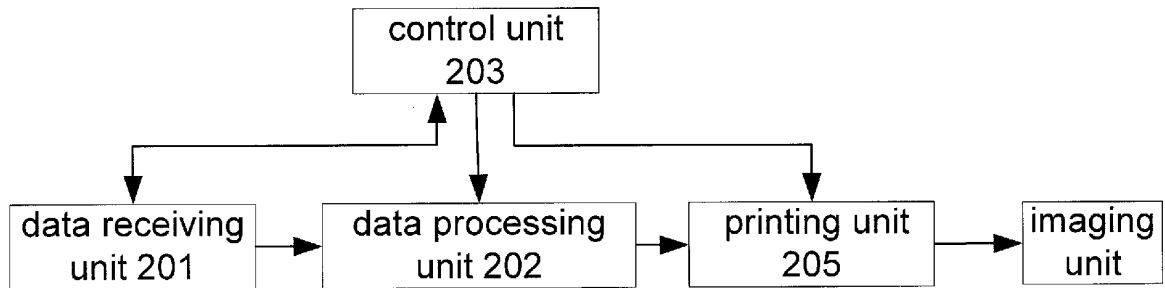 control unit
203
data receiving
unit 201
data processing
unit 202
printing unit
205
imaging
unit